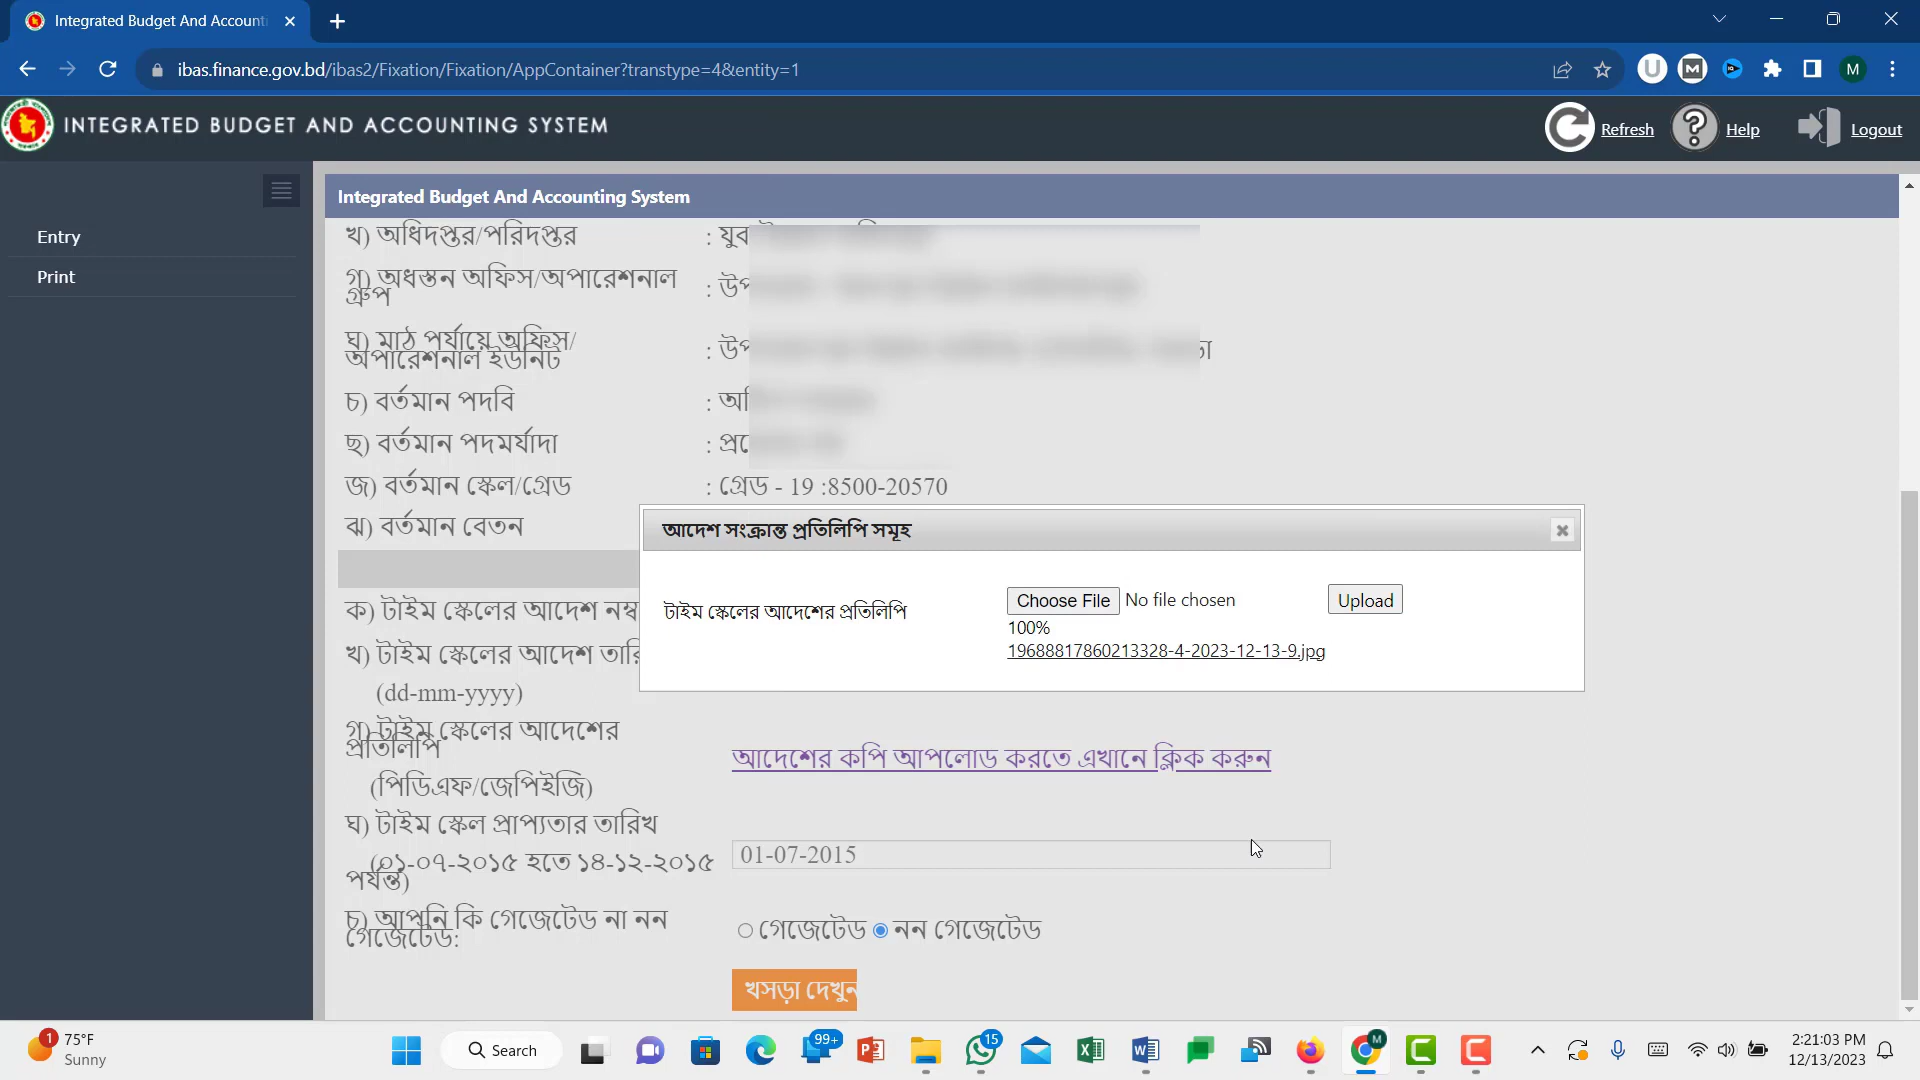 Integrated Budget And Accounti
ibas.finance.gov.bd/ibas2/Fixation/Fixation/AppContainer?transtype=4&entity=1
U
M
M
INTEGRATED BUDGET AND ACCOUNTING SYSTEM
Refresh
Help
Logout
Entry
Print
Integrated Budget And Accounting System
খ) অধিদপ্তর/পরিদপ্তর :
গ) অধস্তন অফিস/অপারেশনাল
গ্রুপ :
ঘ) মাঠ পর্যায়ে অফিস/
অপারেশনাল ইউনিট :
চ) বর্তমান পদবি :
ছ) বর্তমান পদমর্যাদা :
জ) বর্তমান স্কেল/গ্রেড : গ্রেড - 19 :8500-20570
ঝ) বর্তমান বেতন
আদেশ সংক্রান্ত প্রতিলিপি সমূহ
টাইম স্কেলের আদেশের প্রতিলিপি
Choose File No file chosen
Upload
100%
19688817860213328-4-2023-12-13-9.jpg
ক) টাইম স্কেলের আদেশ
খ) টাইম স্কেলের আদেশ
(dd-mm-yyyy)
গ) টাইম স্কেলের আদেশের
প্রতিলিপি
(পিডিএফ/জেপিইজি)
আদেশের কপি আপলোড করতে এখানে ক্লিক করুন
ঘ) টাইম স্কেল প্রাপ্যতার তারিখ
(০১-০৭-২০১৫ হতে ১৪-১২-২০১৫
পর্যন্ত)
01-07-2015
চ) আপনি কি গেজেটেড না নন
গেজেটেড:
গেজেটেড নন গেজেটেড
খসড়া দেখুন
1
75°F
Sunny
Search
99+
15
M
2:21:03 PM
12/13/2023